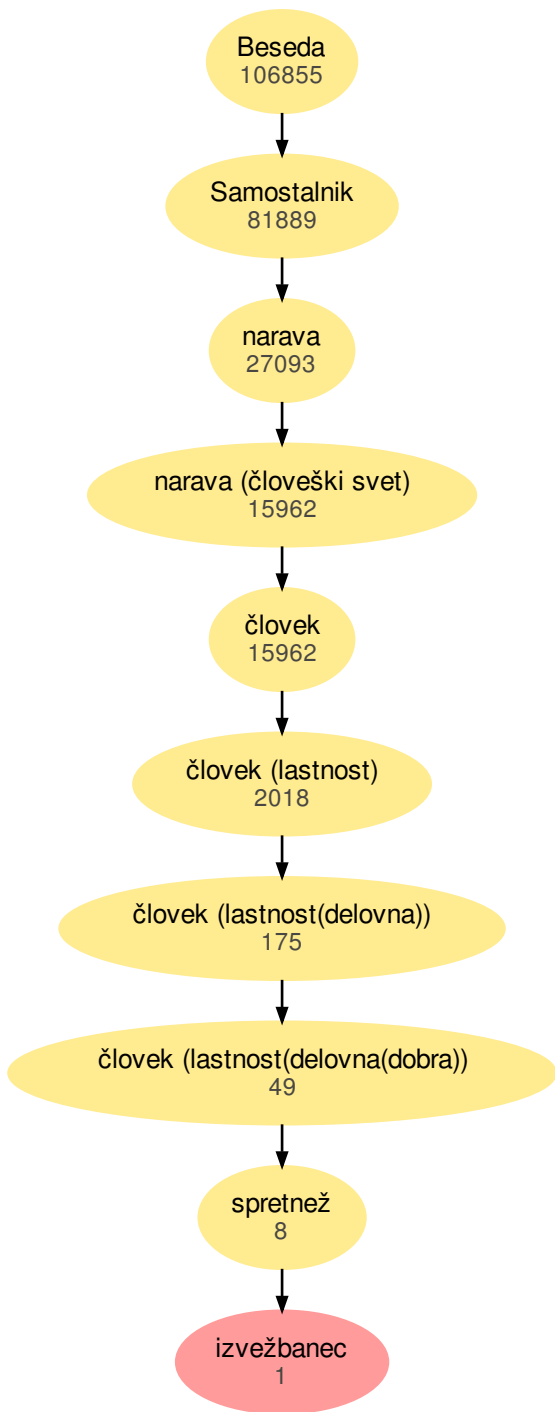 Beseda
106855
Samostalnik
81889
narava
27093
narava (človeški svet)
15962
človek
15962
človek (lastnost)
2018
človek (lastnost(delovna))
175
človek (lastnost(delovna(dobra))
49
spretnež
8
izvežbanec
1